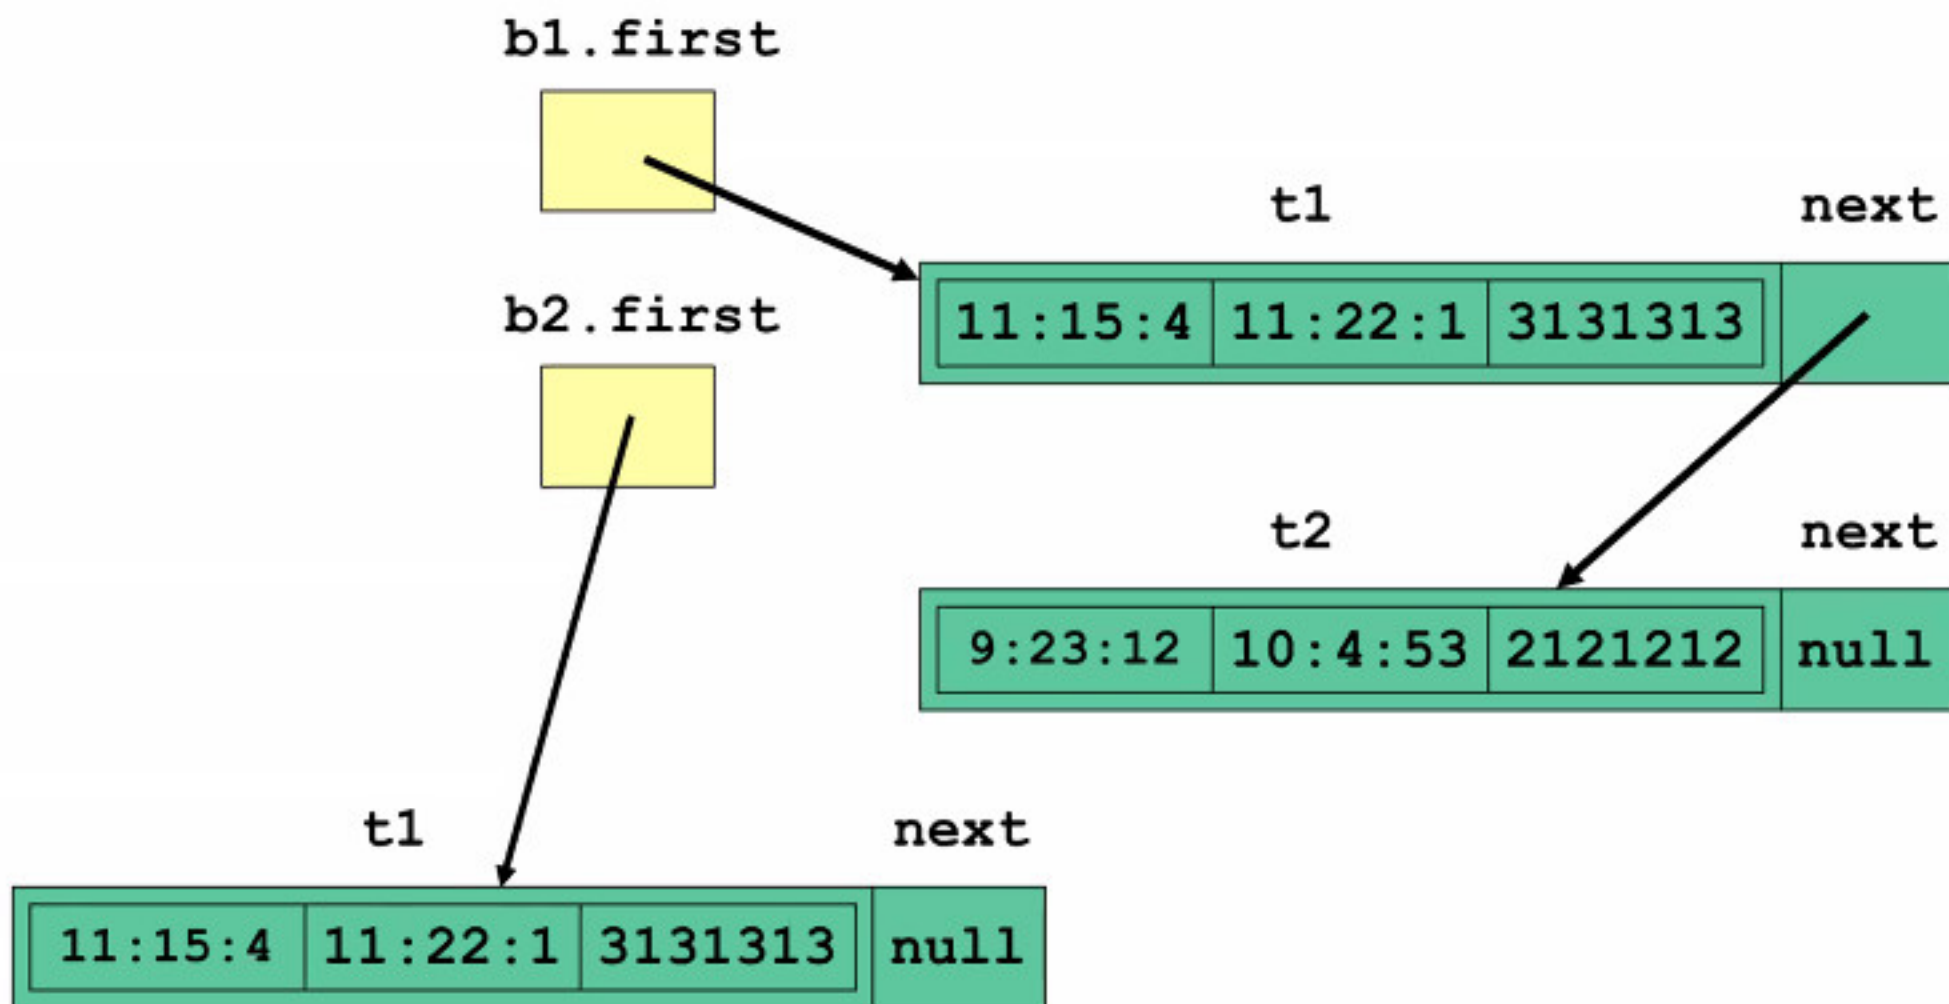 b1.first
t1 next
11:15:4 11:22:1 3131313
b2.first
t2 next
9:23:12 10:4:53 2121212 null
t1 next
11:15:4 11:22:1 3131313 null